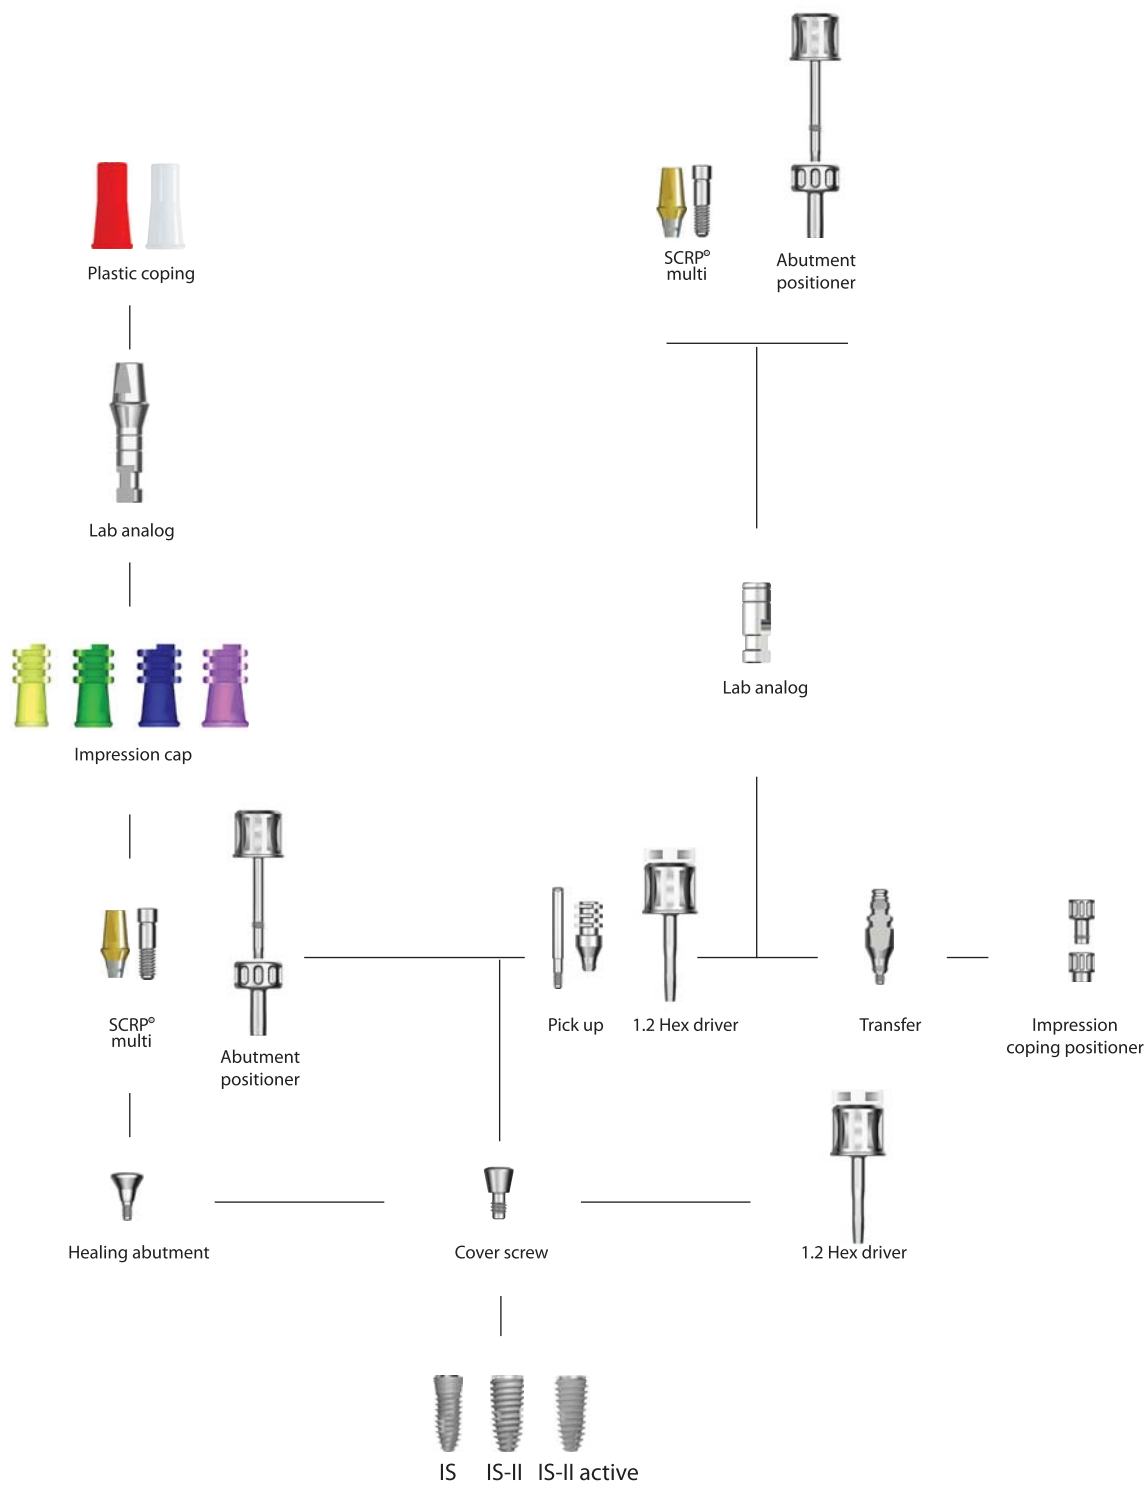 SCRP®
multi
Abutment
positioner
Plastic coping
Lab analog
Lab analog
Impression cap
SCRP®
multi
Abutment
positioner
Pick up
1.2 Hex driver
Transfer
Impression
coping positioner
Healing abutment
Cover screw
1.2 Hex driver
IS
IS-II
IS-II active